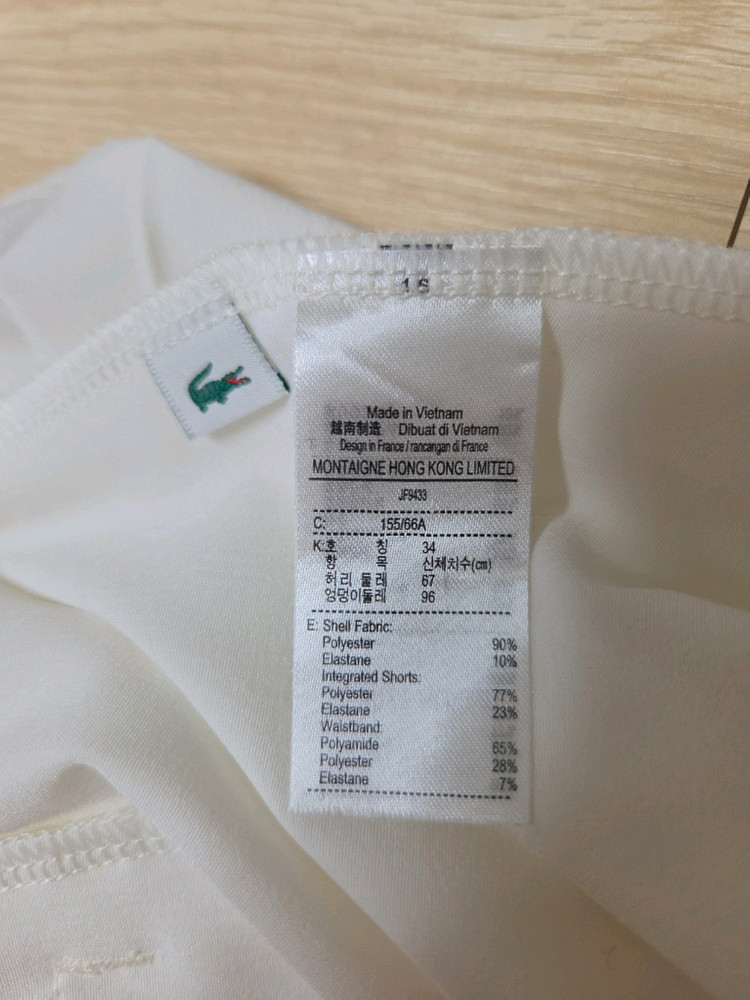 Made in Vietnam
越南制造 Dibuat di Vietnam
Design in France / rancangan di France
MONTAIGNE HONG KONG LIMITED
JF9433
C: 155/66A
K:호 칭 34
항 목 신체치수(cm)
허리 둘레 67
엉덩이둘레 96
E: Shell Fabric:
Polyester 90%
Elastane 10%
Integrated Shorts:
Polyester 77%
Elastane 23%
Waistband:
Polyamide 65%
Polyester 28%
Elastane 7%